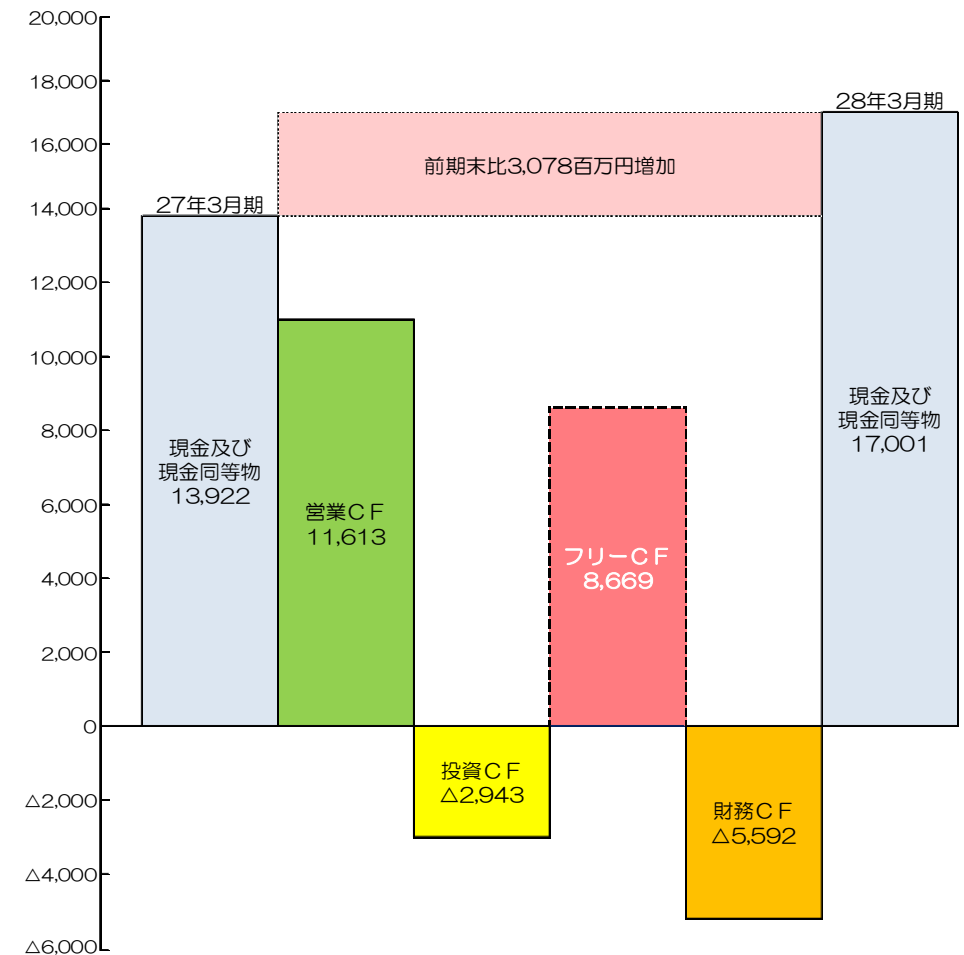 20,000
18,000
16,000
14,000
12,000
10,000
8,000
6,000
4,000
2,000
0
△2,000
△4,000
△6,000
27年3月期
現金及び
現金同等物
13,922
営業ＣＦ
11,613
投資ＣＦ
△2,943
前期末比3,078百万円増加
フリーＣＦ
8,669
財務ＣＦ
△5,592
28年3月期
現金及び
現金同等物
17,001